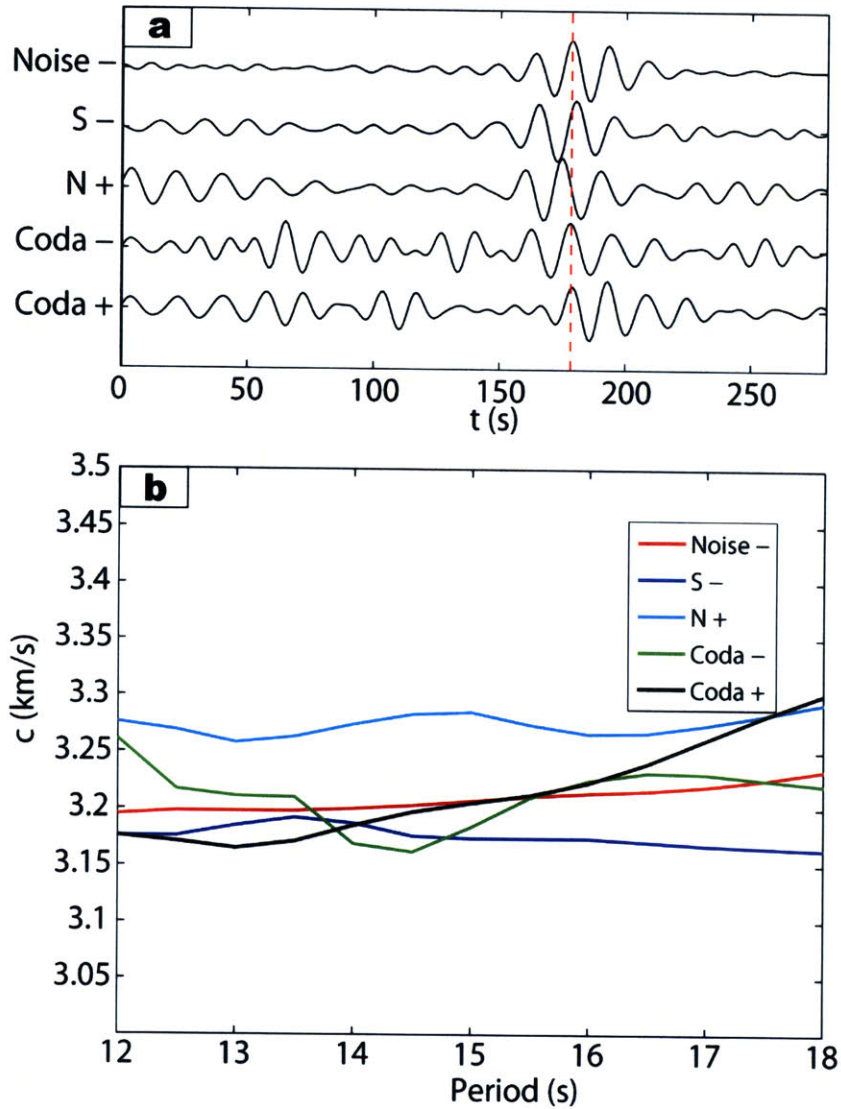 a
Noise −
S −
N +
Coda −
Coda +
0 50 100 150 200 250
t (s)
b
3.5
3.45
3.4
3.35
3.3
3.25
3.2
3.15
3.1
3.05
c (km/s)
Noise −
S −
N +
Coda −
Coda +
12 13 14 15 16 17 18
Period (s)